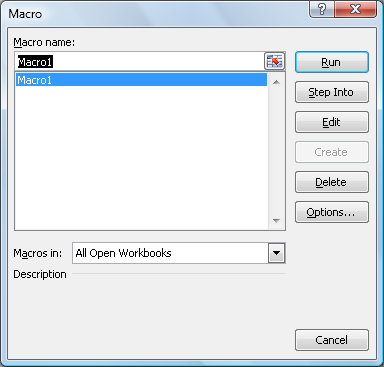 Macro
Macro name:
Macro1
Macro1
Run
Step Into
Edit
Create
Delete
Options...
Macros in:
All Open Workbooks
Description
Cancel